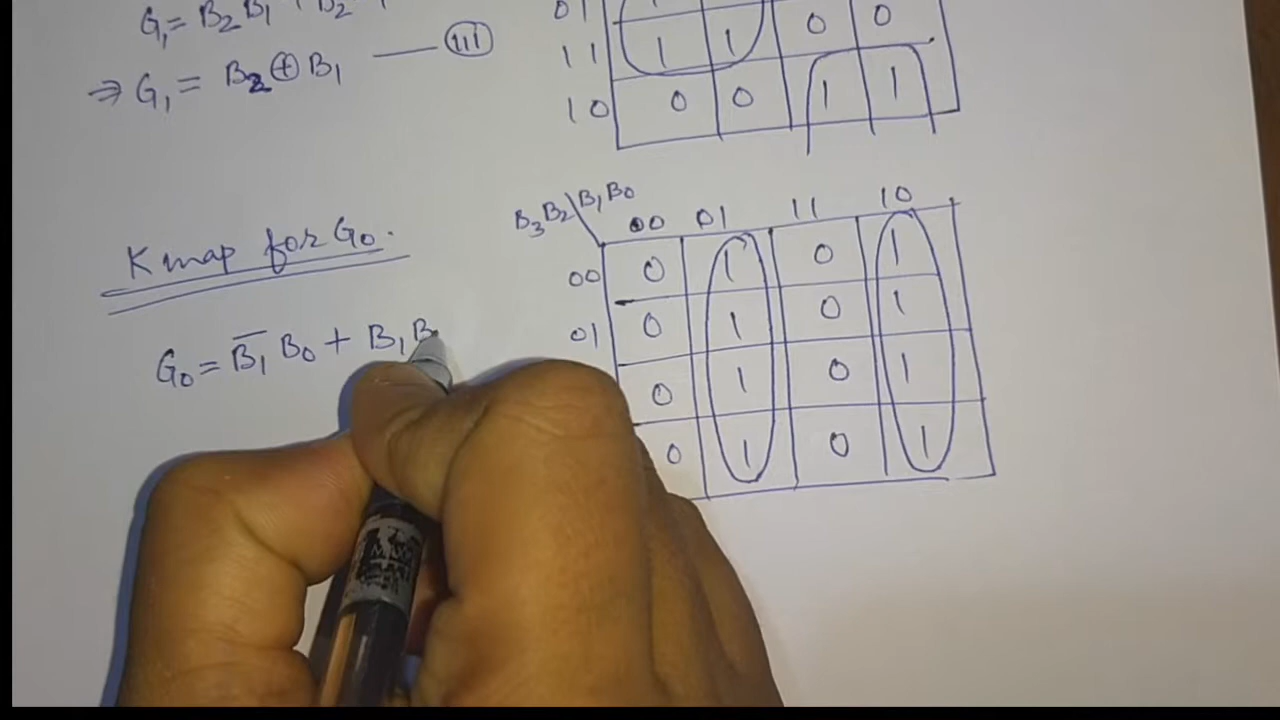 G₁ = B₂ B̅₁ + B̅₂
⇒ G₁ = B₂ ⊕ B₁ —— (III)
01
11 1 1 0 0
10 0 0 1 1
K map for G₀.
G₀ = B̅₁ B₀ + B₁ B
B₃B₂\B₁B₀
00 01 11 10
00 0 1 0 1
01 0 1 0 1
0 1 0 1
0 1 0 1